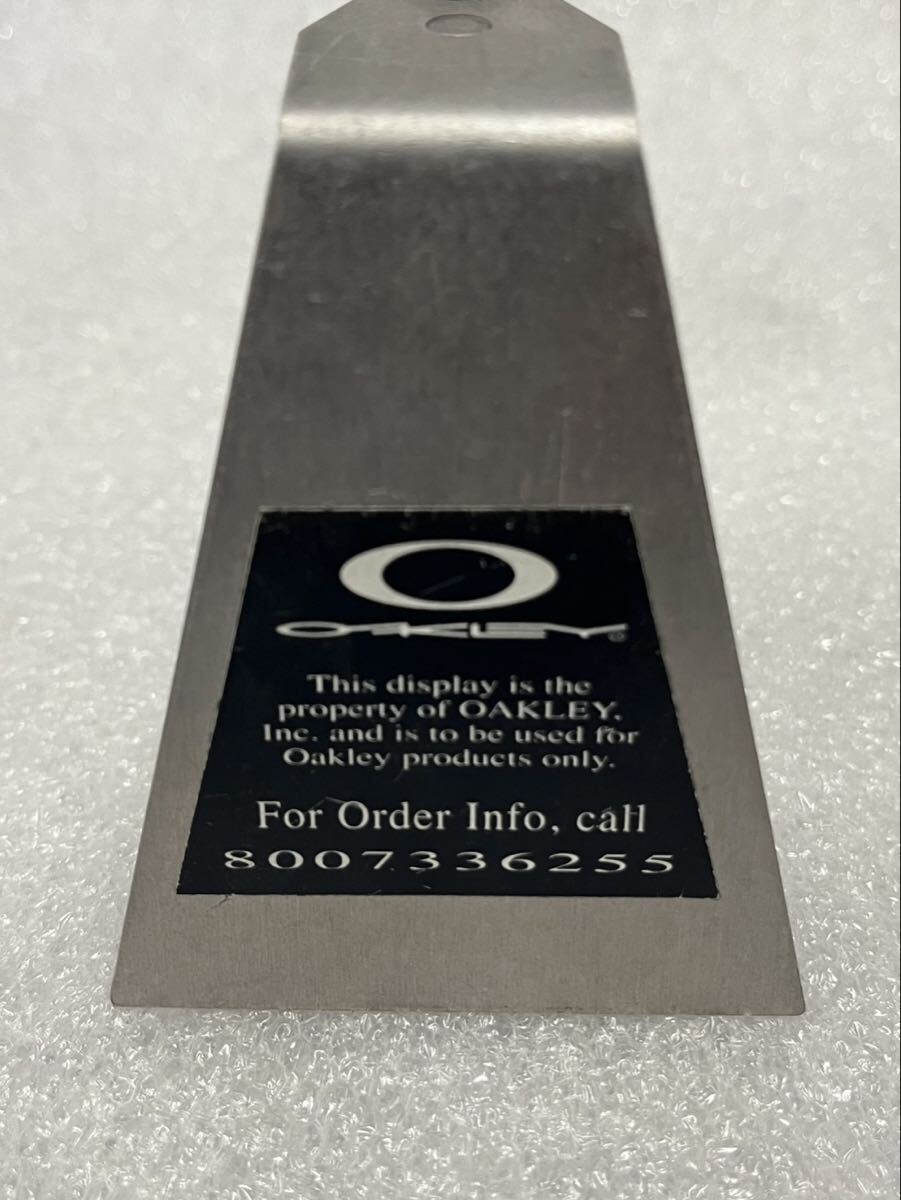 OAKLEY®
This display is the
property of OAKLEY,
Inc. and is to be used for
Oakley products only.
For Order Info, call
8007336255